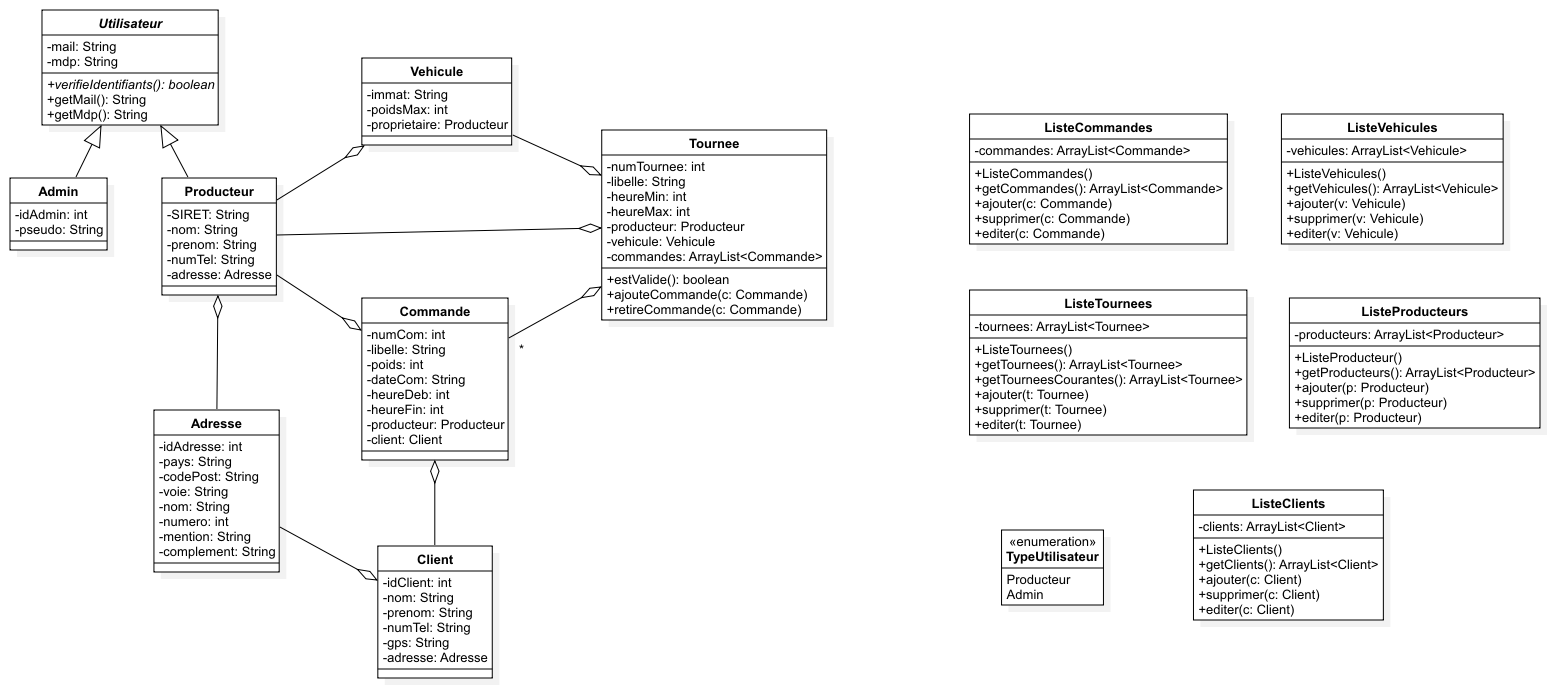 Utilisateur
-mail: String
-mdp: String
+verifieIdentifiants(): boolean
+getMail(): String
+getMdp(): String
Admin
-idAdmin: int
-pseudo: String
Producteur
-SIRET: String
-nom: String
-prenom: String
-numTel: String
-adresse: Adresse
Vehicule
-immat: String
-poidsMax: int
-proprietaire: Producteur
Tournee
-numTournee: int
-libelle: String
-heureMin: int
-heureMax: int
-producteur: Producteur
-vehicule: Vehicule
-commandes: ArrayList<Commande>
+estValide(): boolean
+ajouteCommande(c: Commande)
+retireCommande(c: Commande)
Commande
-numCom: int
-libelle: String
-poids: int
-dateCom: String
-heureDeb: int
-heureFin: int
-producteur: Producteur
-client: Client
*
Adresse
-idAdresse: int
-pays: String
-codePost: String
-voie: String
-nom: String
-numero: int
-mention: String
-complement: String
Client
-idClient: int
-nom: String
-prenom: String
-numTel: String
-gps: String
-adresse: Adresse
ListeCommandes
-commandes: ArrayList<Commande>
+ListeCommandes()
+getCommandes(): ArrayList<Commande>
+ajouter(c: Commande)
+supprimer(c: Commande)
+editer(c: Commande)
ListeVehicules
-vehicules: ArrayList<Vehicule>
+ListeVehicules()
+getVehicules(): ArrayList<Vehicule>
+ajouter(v: Vehicule)
+supprimer(v: Vehicule)
+editer(v: Vehicule)
ListeTournees
-tournees: ArrayList<Tournee>
+ListeTournees()
+getTournees(): ArrayList<Tournee>
+getTourneesCourantes(): ArrayList<Tournee>
+ajouter(t: Tournee)
+supprimer(t: Tournee)
+editer(t: Tournee)
ListeProducteurs
-producteurs: ArrayList<Producteur>
+ListeProducteur()
+getProducteurs(): ArrayList<Producteur>
+ajouter(p: Producteur)
+supprimer(p: Producteur)
+editer(p: Producteur)
«enumeration»
TypeUtilisateur
Producteur
Admin
ListeClients
-clients: ArrayList<Client>
+ListeClients()
+getClients(): ArrayList<Client>
+ajouter(c: Client)
+supprimer(c: Client)
+editer(c: Client)